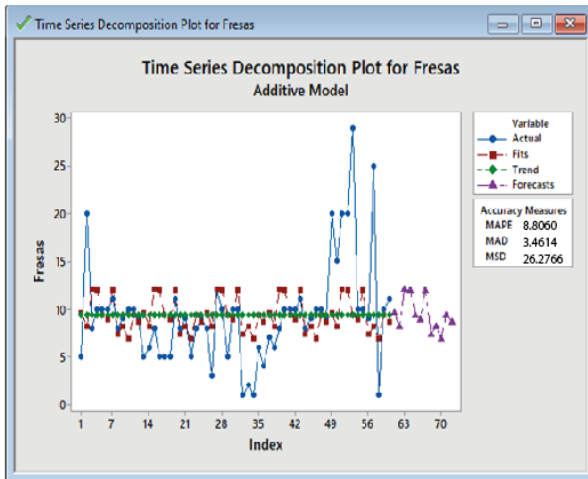 Time Series Decomposition Plot for Fresas
Time Series Decomposition Plot for Fresas
Additive Model
30
25
20
15
10
5
0
Fresas
1 7 14 21 28 35 42 49 56 63 70
Index
Variable
Actual
Fits
Trend
Forecasts
Accuracy Measures
MAPE 8.8060
MAD 3.4614
MSD 26.2766